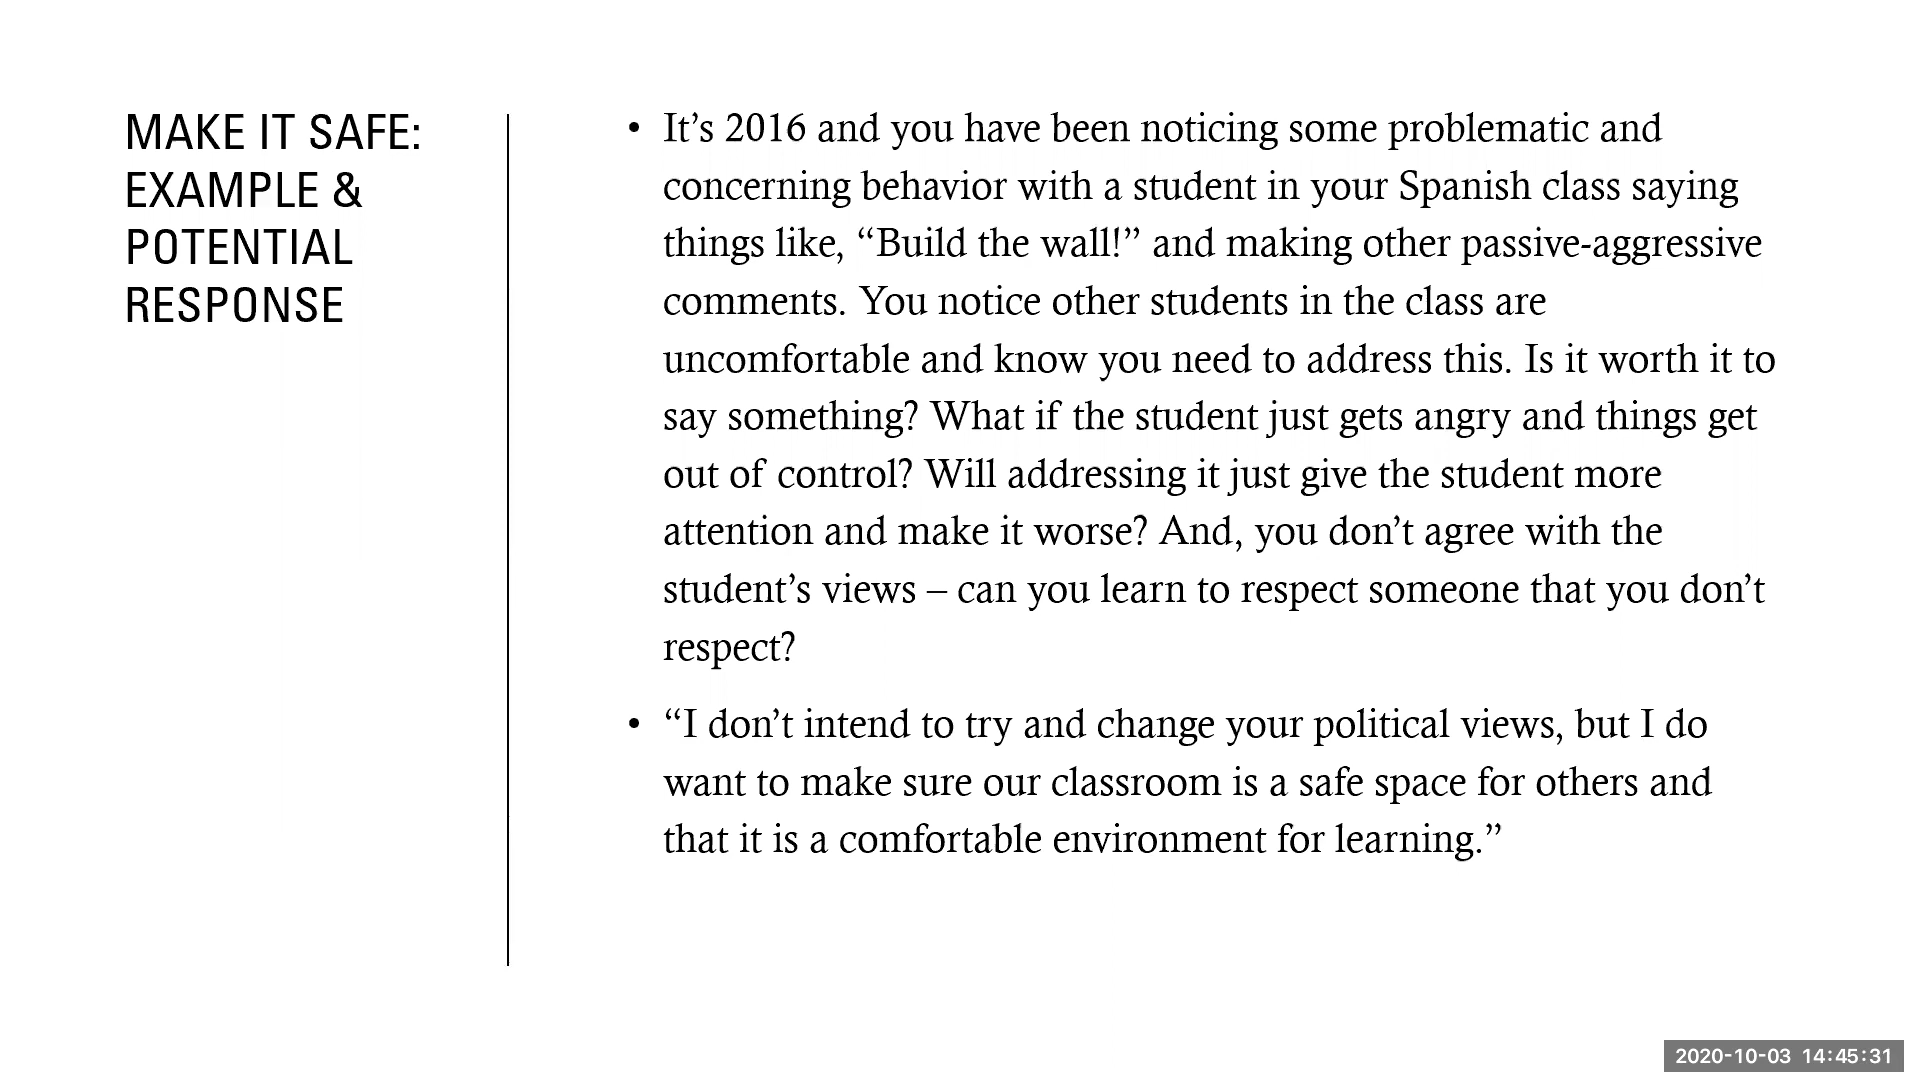 MAKE IT SAFE:
EXAMPLE &
POTENTIAL
RESPONSE
• It’s 2016 and you have been noticing some problematic and
concerning behavior with a student in your Spanish class saying
things like, “Build the wall!” and making other passive-aggressive
comments. You notice other students in the class are
uncomfortable and know you need to address this. Is it worth it to
say something? What if the student just gets angry and things get
out of control? Will addressing it just give the student more
attention and make it worse? And, you don’t agree with the
student’s views – can you learn to respect someone that you don’t
respect?
• “I don’t intend to try and change your political views, but I do
want to make sure our classroom is a safe space for others and
that it is a comfortable environment for learning.”
2020-10-03 14:45:31